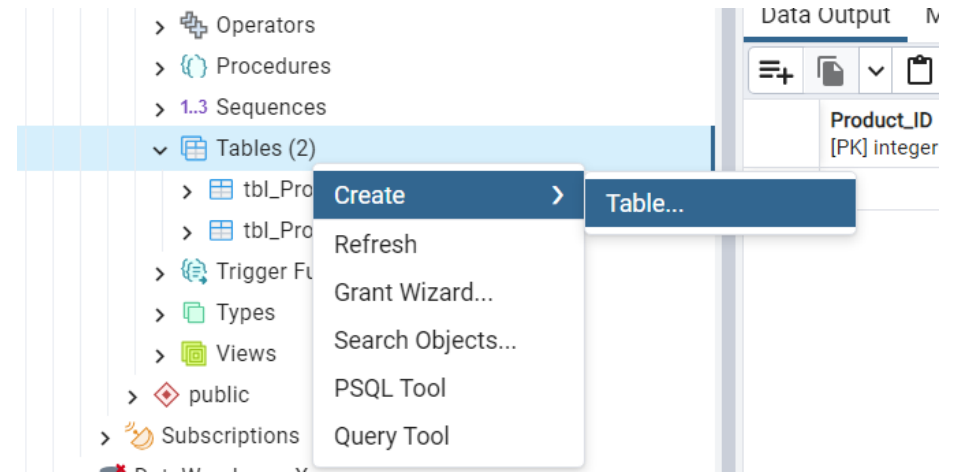 Operators
Procedures
1..3 Sequences
Tables (2)
tbl_Pro
tbl_Pro
Trigger Fu
Types
Views
public
Subscriptions
Create
Refresh
Grant Wizard...
Search Objects...
PSQL Tool
Query Tool
Table...
Data Output
Product_ID
[PK] integer